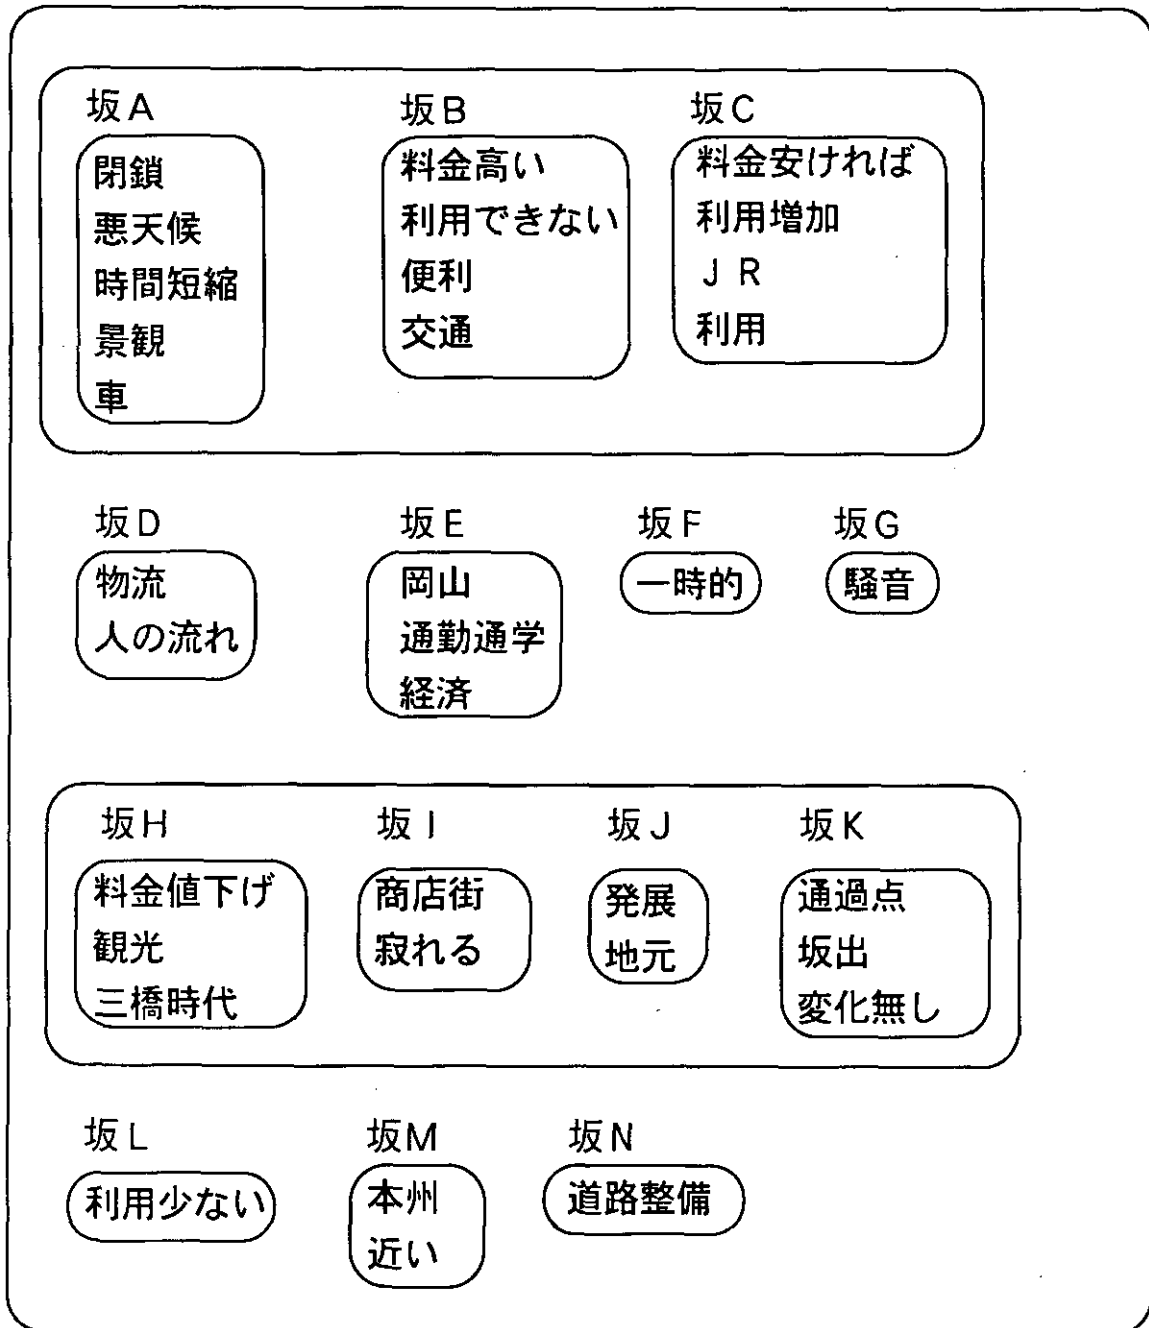 坂A
閉鎖
悪天候
時間短縮
景観
車
坂B
料金高い
利用できない
便利
交通
坂C
料金安ければ
利用増加
JR
利用
坂D
物流
人の流れ
坂E
岡山
通勤通学
経済
坂F
一時的
坂G
騒音
坂H
料金値下げ
観光
三橋時代
坂I
商店街
寂れる
坂J
発展
地元
坂K
通過点
坂出
変化無し
坂L
利用少ない
坂M
本州
近い
坂N
道路整備